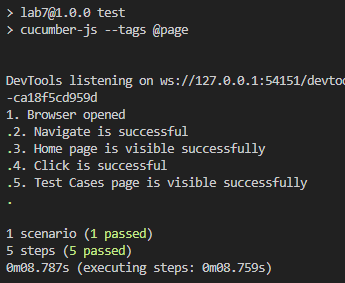 > lab7@1.0.0 test
> cucumber-js --tags @page
DevTools listening on ws://127.0.0.1:54151/devto
-ca18f5cd959d
1. Browser opened
.2. Navigate is successful
.3. Home page is visible successfully
.4. Click is successful
.5. Test Cases page is visible successfully
.
1 scenario (1 passed)
5 steps (5 passed)
0m08.787s (executing steps: 0m08.759s)